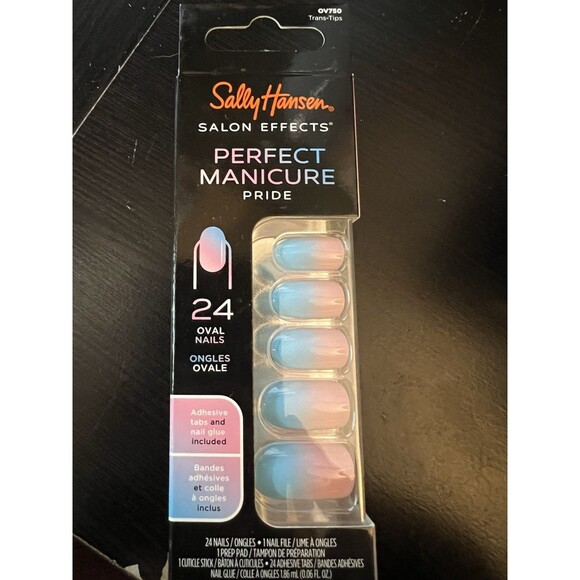 OV750
Trans-Tips
Sally Hansen®
SALON EFFECTS®
PERFECT
MANICURE
PRIDE
24
OVAL
NAILS
ONGLES
OVALE
Adhesive
tabs and
nail glue
included
Bandes
adhésives
et colle
à ongles
inclus
24 NAILS / ONGLES • 1 NAIL FILE / LIME À ONGLES
1 PREP PAD / TAMPON DE PRÉPARATION
1 CUTICLE STICK / BÂTON À CUTICULES • 24 ADHESIVE TABS / BANDES ADHÉSIVES
NAIL GLUE / COLLE À ONGLES 1.86 mL (0.06 FL. OZ.)